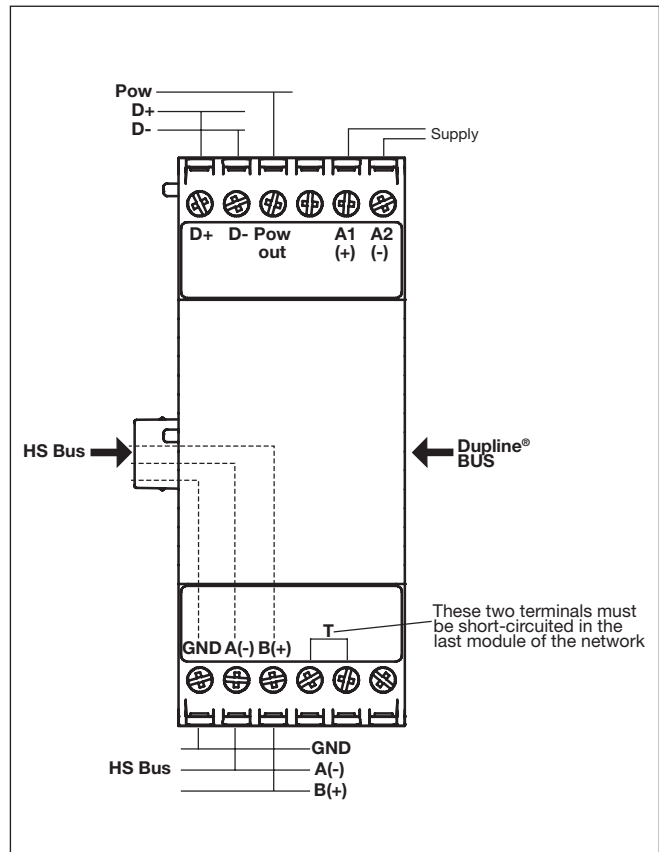 Pow
D+
D-
Supply
D+ D- Pow out A1 (+) A2 (-)
HS Bus
Dupline®
BUS
T
These two terminals must
be short-circuited in the
last module of the network
GND A(-) B(+)
HS Bus
GND
A(-)
B(+)